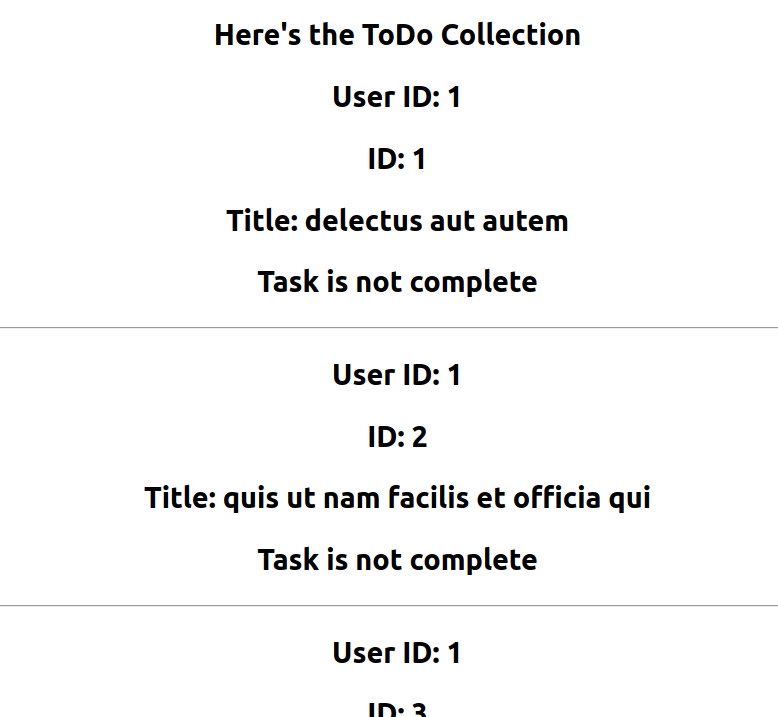 Here's the ToDo Collection
User ID: 1
ID: 1
Title: delectus aut autem
Task is not complete
User ID: 1
ID: 2
Title: quis ut nam facilis et officia qui
Task is not complete
User ID: 1
ID: 3